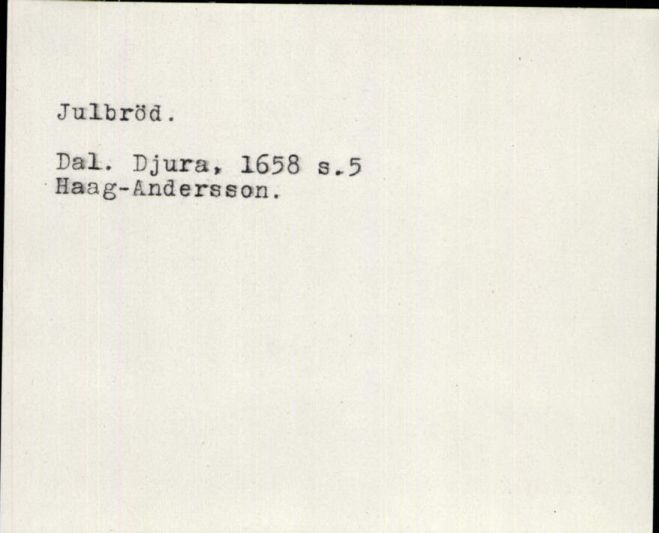 Julbröd.
Dal. Djura, 1658 s.5
Haag-Andersson.